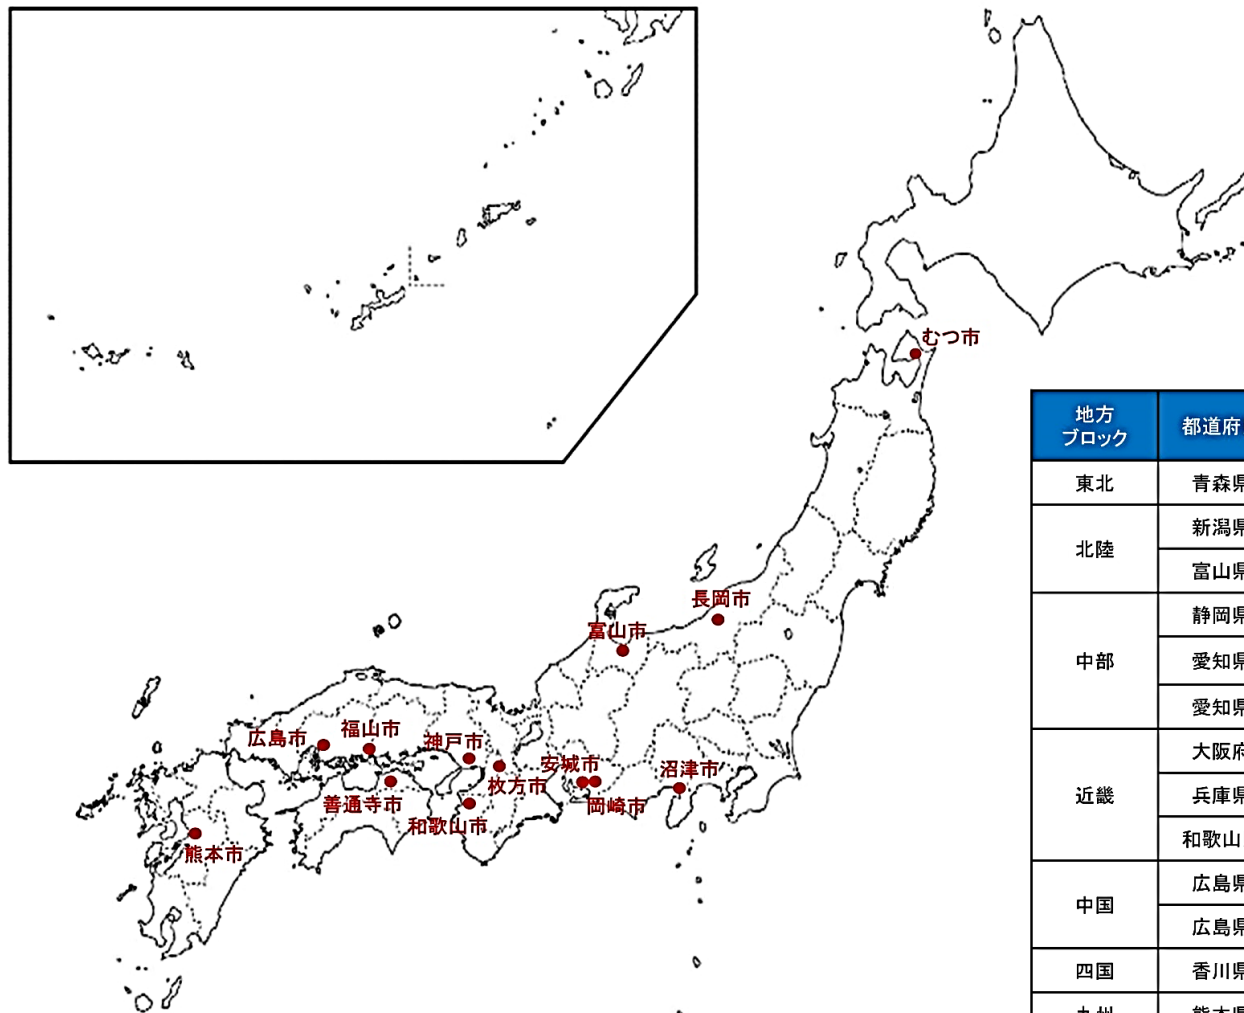 むつ市
長岡市
富山市
広島市
福山市
神戸市
枚方市
安城市
岡崎市
沼津市
善通寺市
和歌山市
熊本市
地方
ブロック
都道府
東北
青森県
北陸
新潟県
富山県
中部
静岡県
愛知県
愛知県
近畿
大阪府
兵庫県
和歌山
中国
広島県
広島県
四国
香川県
九州
熊本県